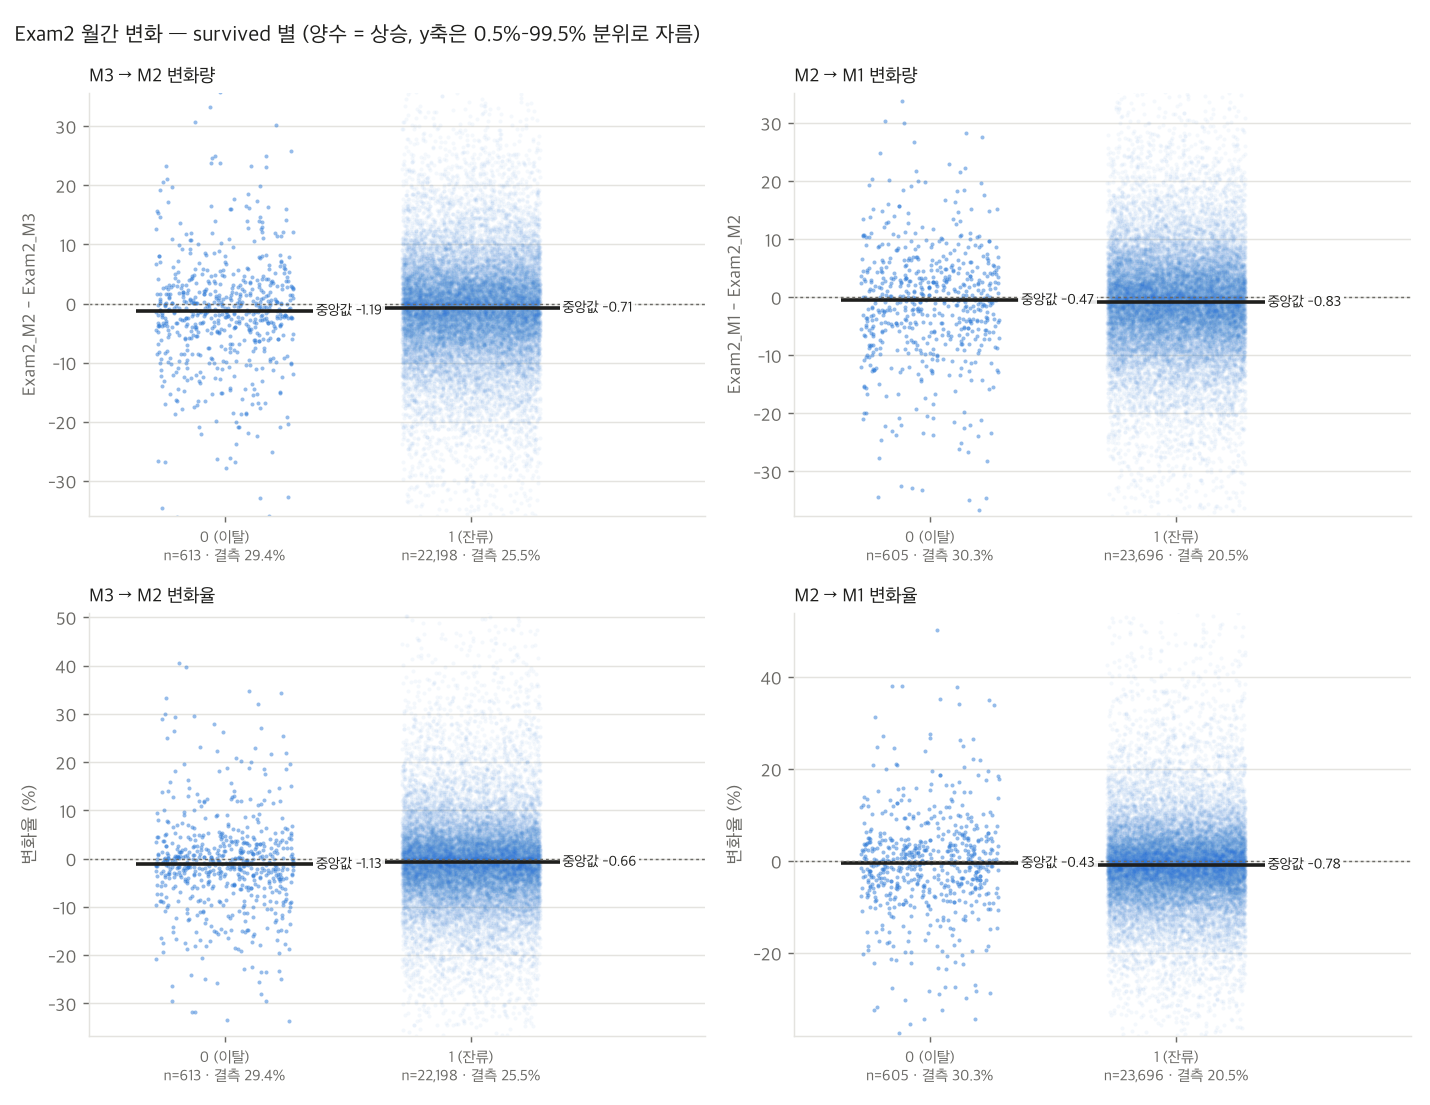 Exam2 월간 변화 — survived 별 (양수 = 상승, y축은 0.5%-99.5% 분위로 자름)
M3 → M2 변화량
Exam2_M2 − Exam2_M3
30
20
10
0
-10
-20
-30
중앙값 -1.19
중앙값 -0.71
0 (이탈)
n=613 · 결측 29.4%
1 (잔류)
n=22,198 · 결측 25.5%
M2 → M1 변화량
Exam2_M1 − Exam2_M2
30
20
10
0
-10
-20
-30
중앙값 -0.47
중앙값 -0.83
0 (이탈)
n=605 · 결측 30.3%
1 (잔류)
n=23,696 · 결측 20.5%
M3 → M2 변화율
변화율 (%)
50
40
30
20
10
0
-10
-20
-30
중앙값 -1.13
중앙값 -0.66
0 (이탈)
n=613 · 결측 29.4%
1 (잔류)
n=22,198 · 결측 25.5%
M2 → M1 변화율
변화율 (%)
40
20
0
-20
중앙값 -0.43
중앙값 -0.78
0 (이탈)
n=605 · 결측 30.3%
1 (잔류)
n=23,696 · 결측 20.5%